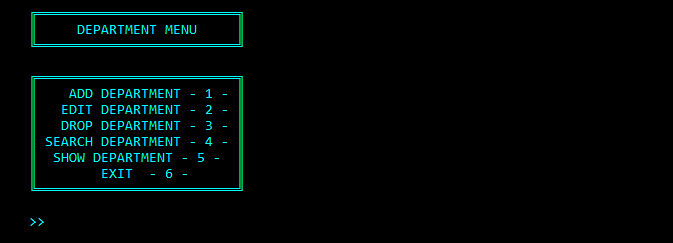 DEPARTMENT MENU
ADD DEPARTMENT - 1 -
EDIT DEPARTMENT - 2 -
DROP DEPARTMENT - 3 -
SEARCH DEPARTMENT - 4 -
SHOW DEPARTMENT - 5 -
EXIT  - 6 -
>>